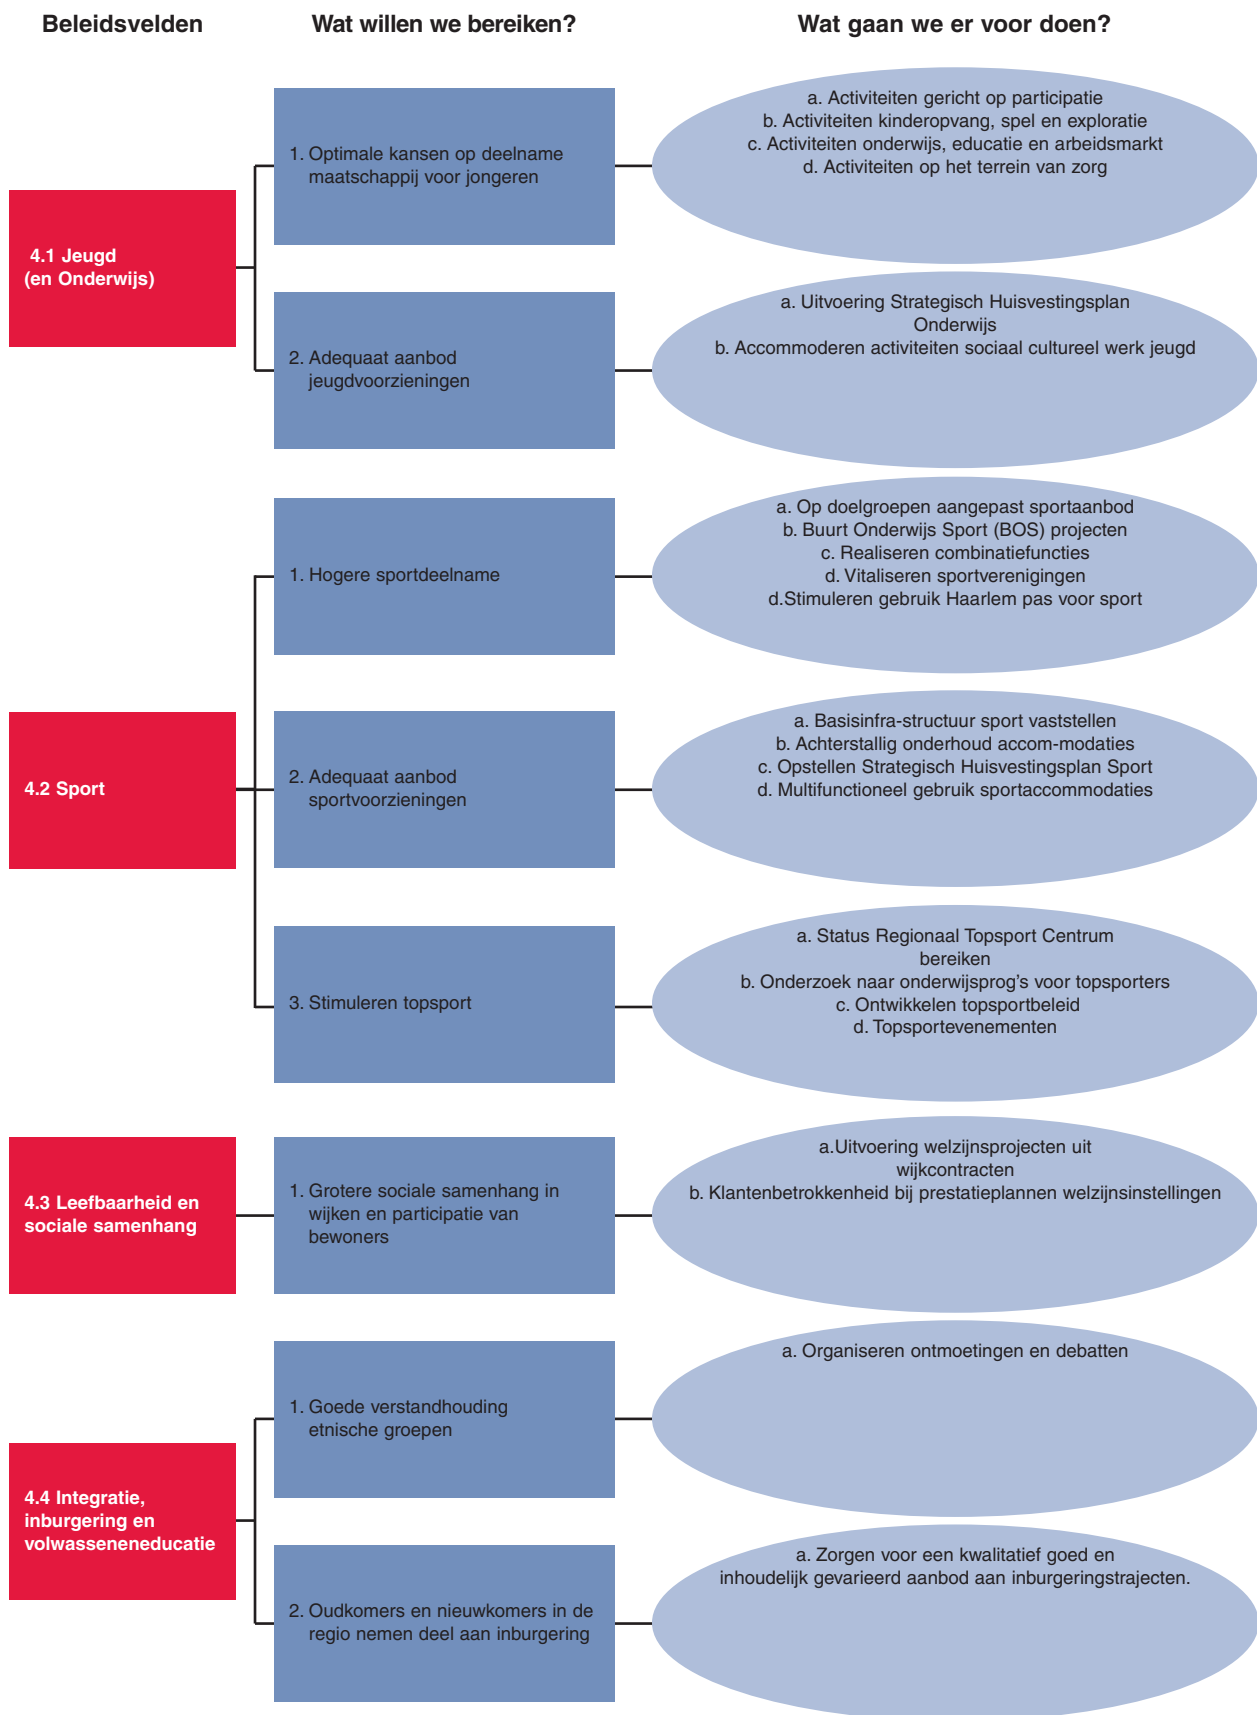 Beleidsvelden
Wat willen we bereiken?
Wat gaan we er voor doen?
4.1 Jeugd
(en Onderwijs)
1. Optimale kansen op deelname
maatschappij voor jongeren
a. Activiteiten gericht op participatie
b. Activiteiten kinderopvang, spel en exploratie
c. Activiteiten onderwijs, educatie en arbeidsmarkt
d. Activiteiten op het terrein van zorg
2. Adequaat aanbod
jeugdvoorzieningen
a. Uitvoering Strategisch Huisvestingsplan
Onderwijs
b. Accommoderen activiteiten sociaal cultureel werk jeugd
4.2 Sport
1. Hogere sportdeelname
a. Op doelgroepen aangepast sportaanbod
b. Buurt Onderwijs Sport (BOS) projecten
c. Realiseren combinatiefuncties
d. Vitaliseren sportverenigingen
d.Stimuleren gebruik Haarlem pas voor sport
2. Adequaat aanbod
sportvoorzieningen
a. Basisinfra-structuur sport vaststellen
b. Achterstallig onderhoud accom-modaties
c. Opstellen Strategisch Huisvestingsplan Sport
d. Multifunctioneel gebruik sportaccommodaties
3. Stimuleren topsport
a. Status Regionaal Topsport Centrum
bereiken
b. Onderzoek naar onderwijsprog's voor topsporters
c. Ontwikkelen topsportbeleid
d. Topsportevenementen
4.3 Leefbaarheid en
sociale samenhang
1. Grotere sociale samenhang in
wijken en participatie van
bewoners
a.Uitvoering welzijnsprojecten uit
wijkcontracten
b. Klantenbetrokkenheid bij prestatieplannen welzijnsinstellingen
4.4 Integratie,
inburgering en
volwasseneneducatie
1. Goede verstandhouding
etnische groepen
a. Organiseren ontmoetingen en debatten
2. Oudkomers en nieuwkomers in de
regio nemen deel aan inburgering
a. Zorgen voor een kwalitatief goed en
inhoudelijk gevarieerd aanbod aan inburgeringstrajecten.